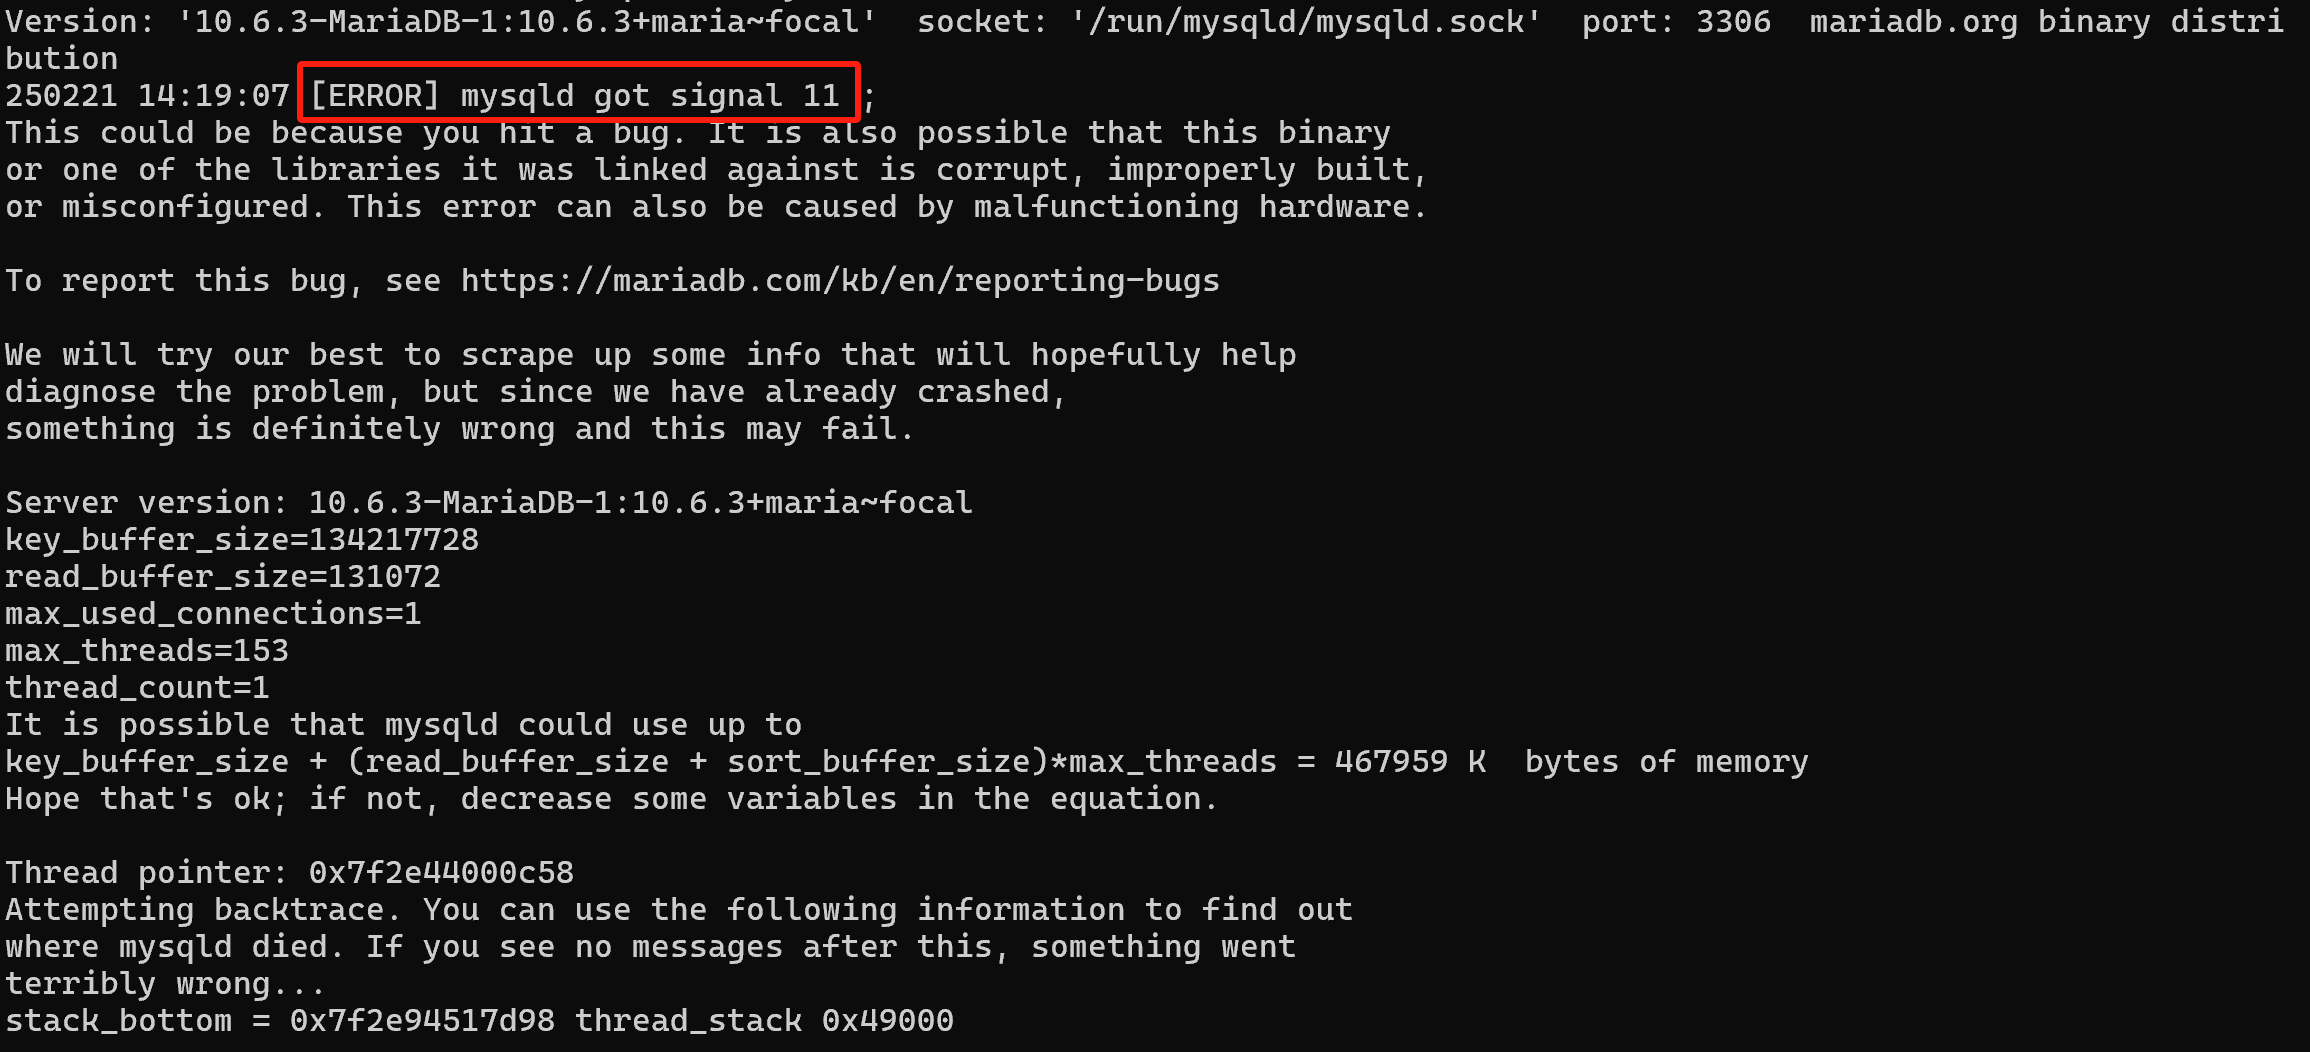 Version: '10.6.3-MariaDB-1:10.6.3+maria~focal'  socket: '/run/mysqld/mysqld.sock'  port: 3306  mariadb.org binary distri
bution
250221 14:19:07 [ERROR] mysqld got signal 11 ;
This could be because you hit a bug. It is also possible that this binary
or one of the libraries it was linked against is corrupt, improperly built,
or misconfigured. This error can also be caused by malfunctioning hardware.

To report this bug, see https://mariadb.com/kb/en/reporting-bugs

We will try our best to scrape up some info that will hopefully help
diagnose the problem, but since we have already crashed,
something is definitely wrong and this may fail.

Server version: 10.6.3-MariaDB-1:10.6.3+maria~focal
key_buffer_size=134217728
read_buffer_size=131072
max_used_connections=1
max_threads=153
thread_count=1
It is possible that mysqld could use up to
key_buffer_size + (read_buffer_size + sort_buffer_size)*max_threads = 467959 K  bytes of memory
Hope that's ok; if not, decrease some variables in the equation.

Thread pointer: 0x7f2e44000c58
Attempting backtrace. You can use the following information to find out
where mysqld died. If you see no messages after this, something went
terribly wrong...
stack_bottom = 0x7f2e94517d98 thread_stack 0x49000